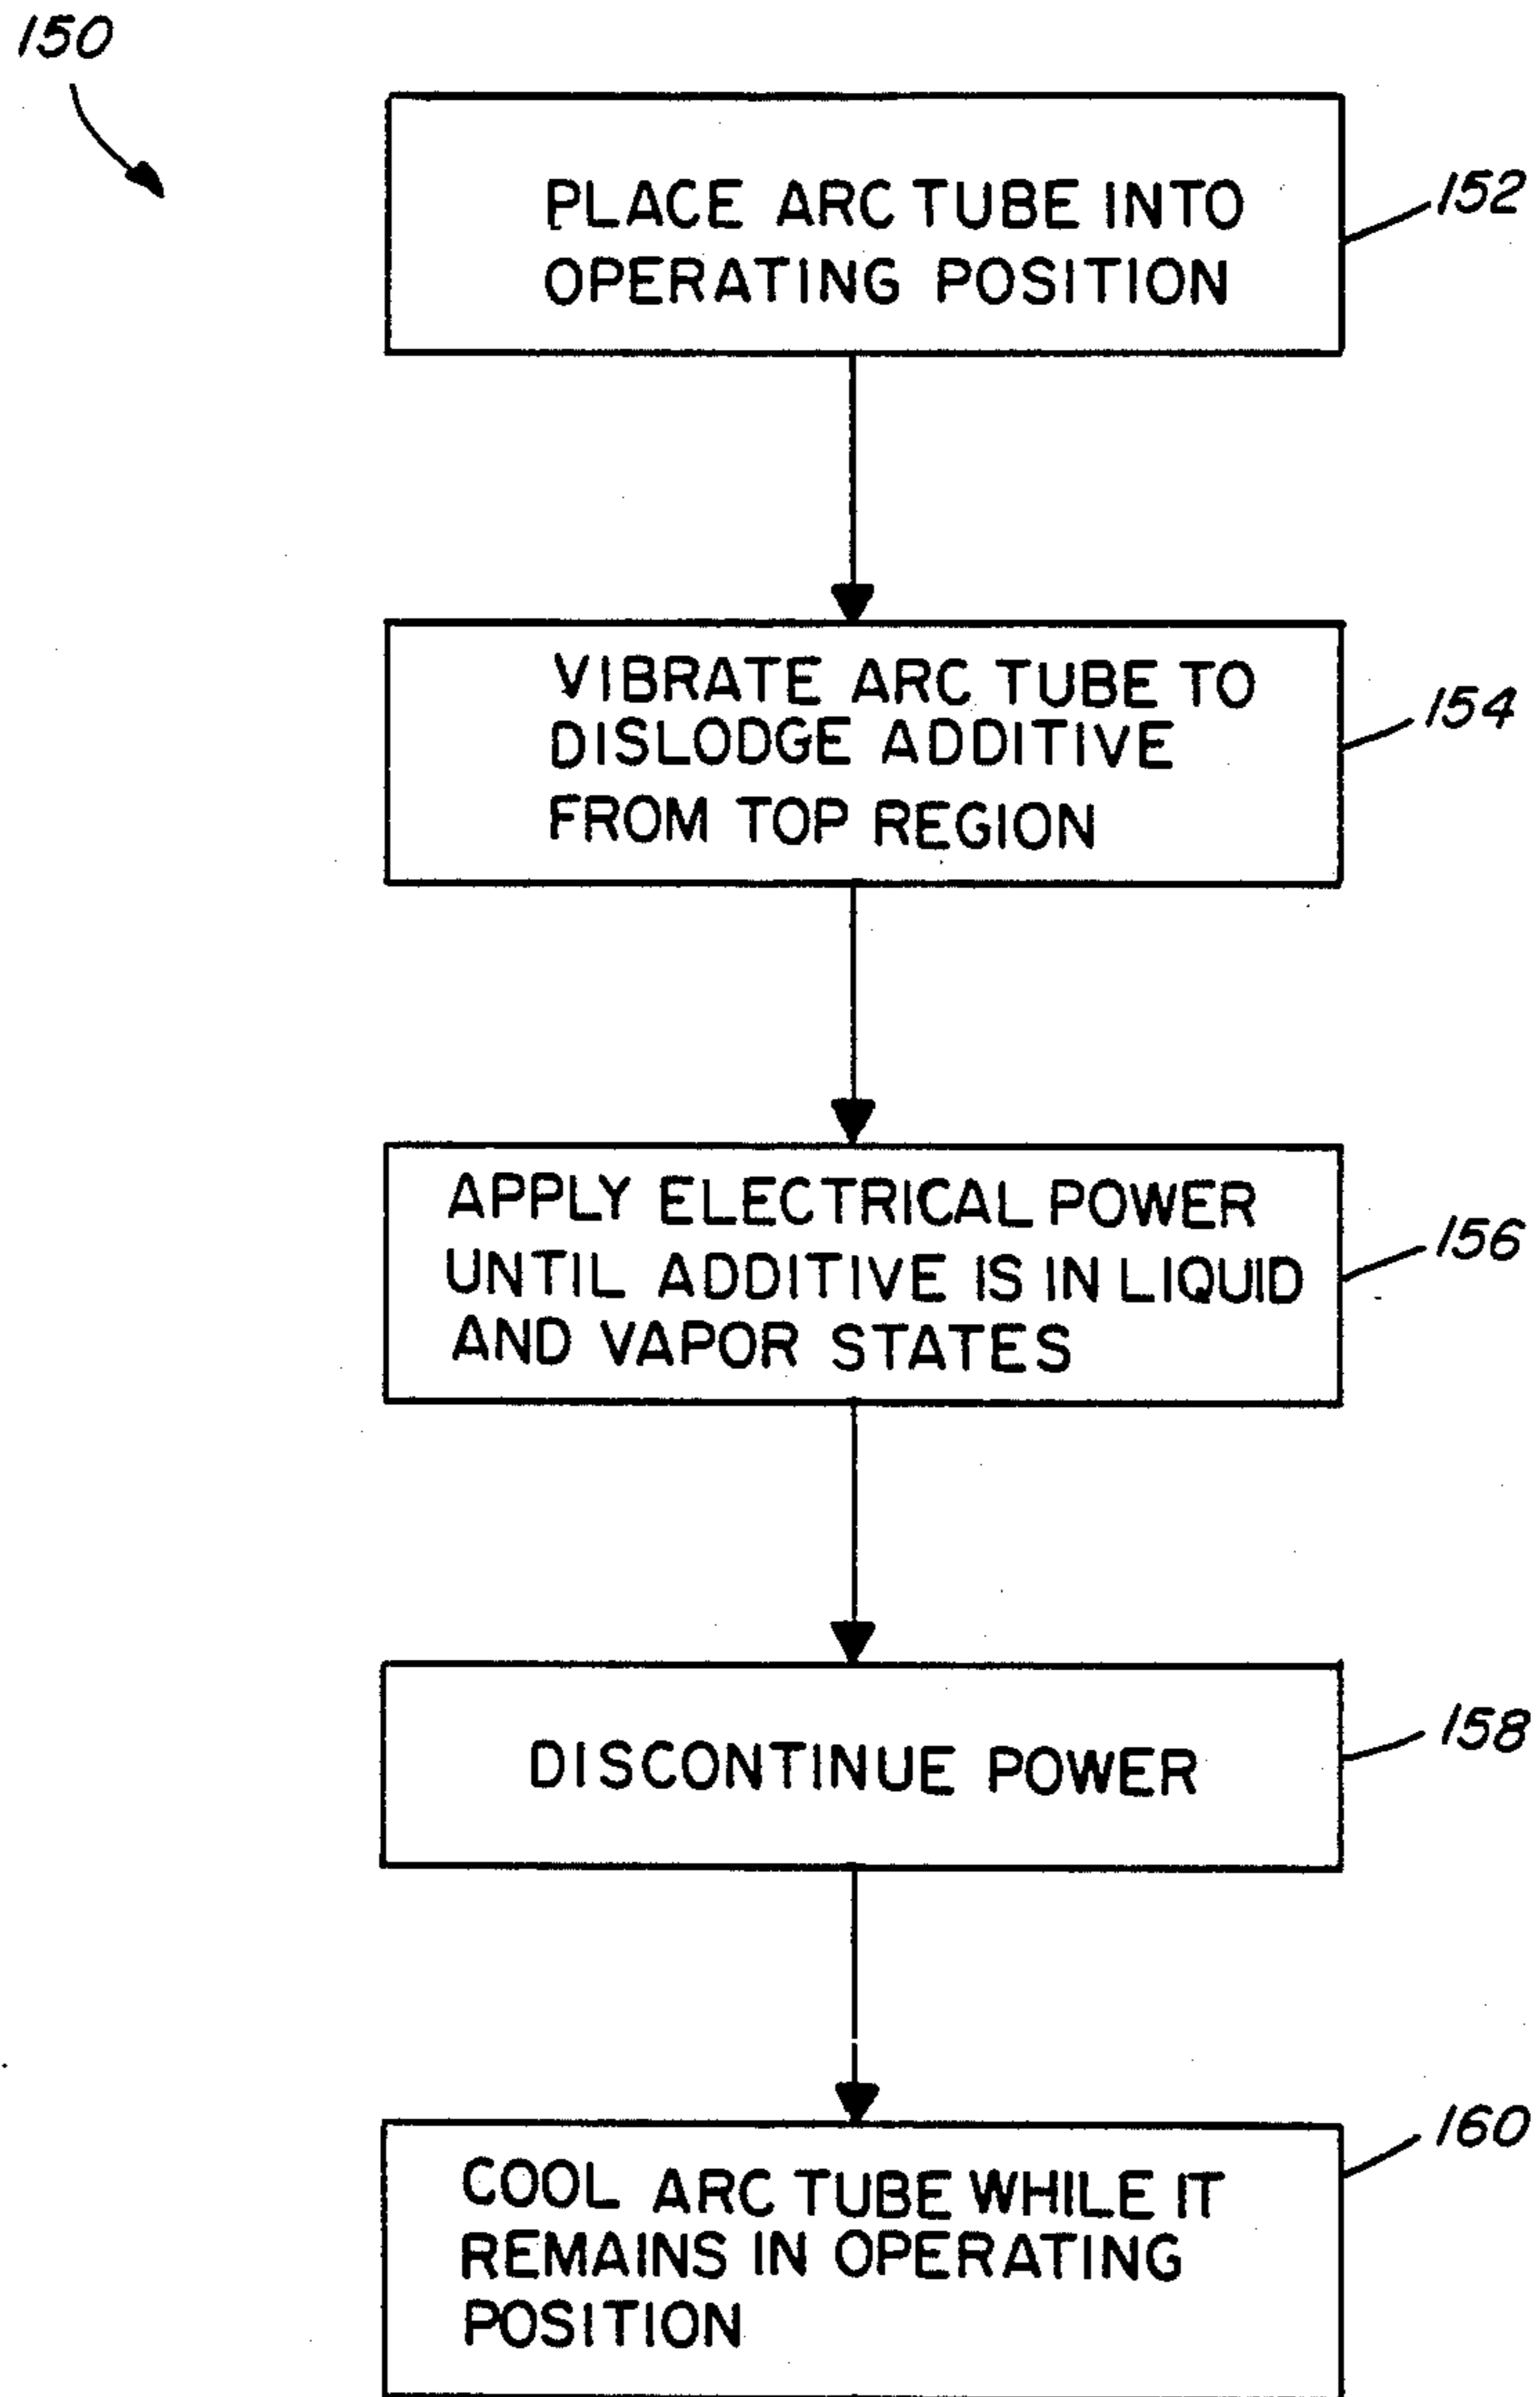 150
PLACE ARC TUBE INTO
OPERATING POSITION
152
VIBRATE ARC TUBE TO
DISLODGE ADDITIVE
FROM TOP REGION
154
APPLY ELECTRICAL POWER
UNTIL ADDITIVE IS IN LIQUID
AND VAPOR STATES
156
DISCONTINUE POWER
158
COOL ARC TUBE WHILE IT
REMAINS IN OPERATING
POSITION
160